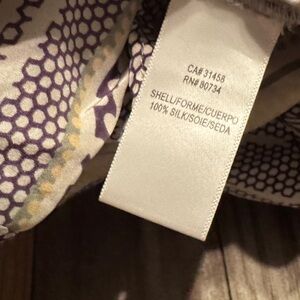 CA# 31458
RN# 80734
SHELL/FORME/CUERPO
100% SILK/SOIE/SEDA